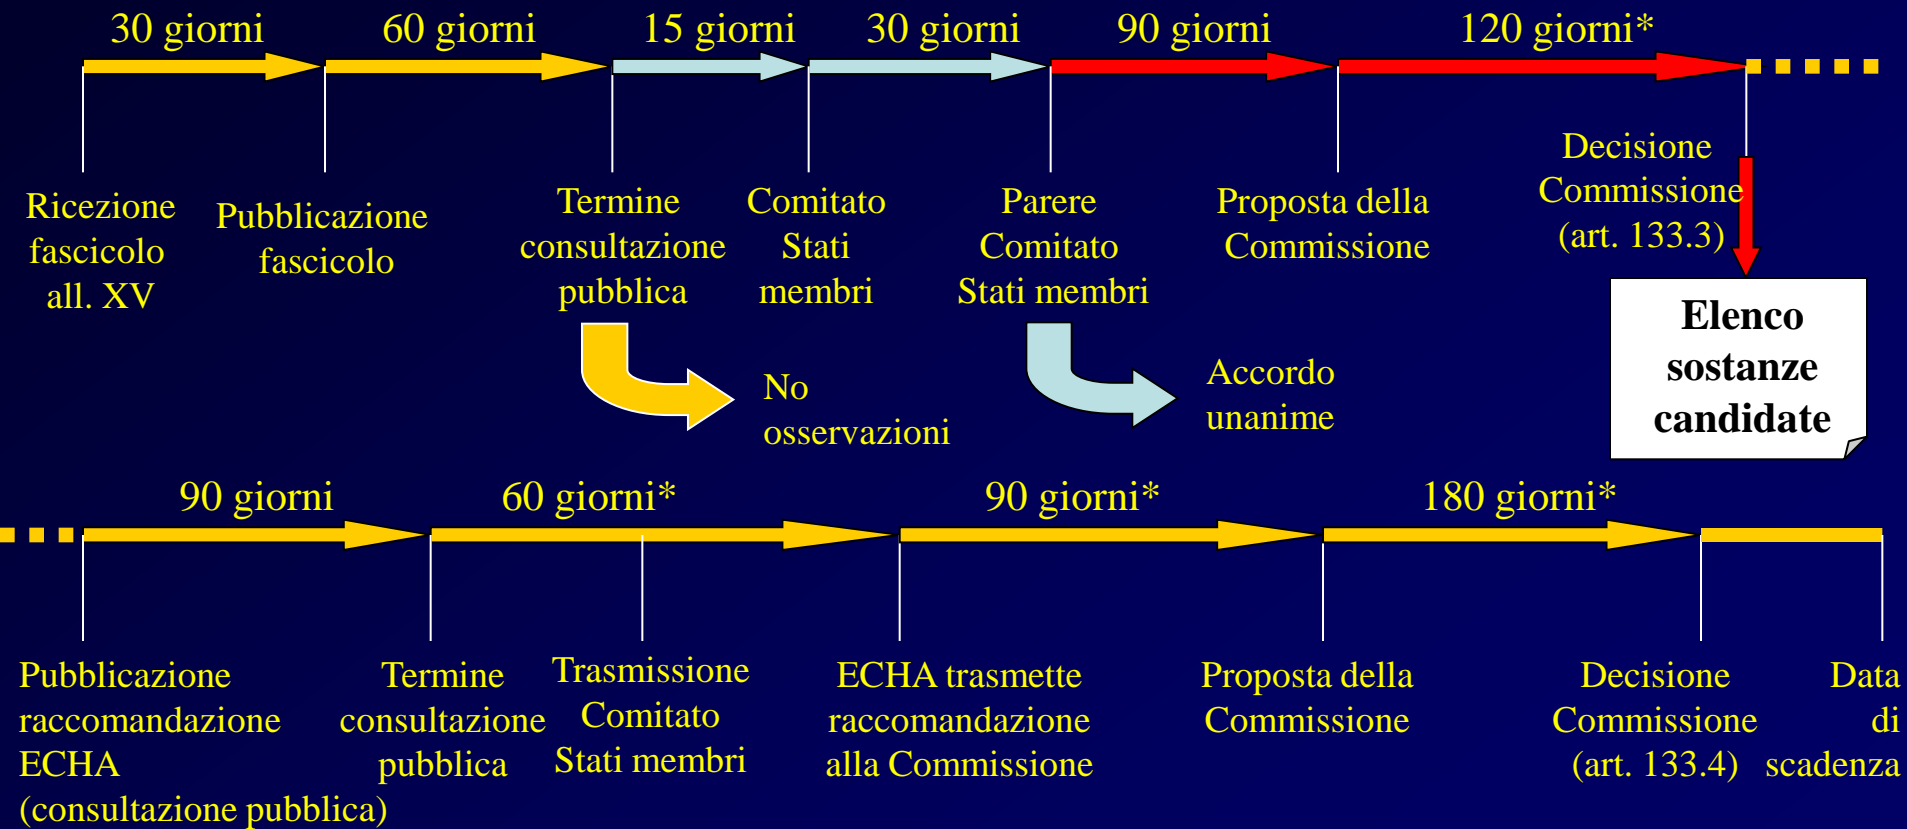 30 giorni
60 giorni
15 giorni
30 giorni
90 giorni
120 giorni*
Ricezione
fascicolo
all. XV
Pubblicazione
fascicolo
Termine
consultazione
pubblica
Comitato
Stati
membri
Parere
Comitato
Stati membri
Proposta della
Commissione
Decisione
Commissione
(art. 133.3)
No
osservazioni
Accordo
unanime
Elenco
sostanze
candidate
90 giorni
60 giorni*
90 giorni*
180 giorni*
Pubblicazione
raccomandazione
ECHA
(consultazione pubblica)
Termine
consultazione
pubblica
Trasmissione
Comitato
Stati membri
ECHA trasmette
raccomandazione
alla Commissione
Proposta della
Commissione
Decisione
Commissione
(art. 133.4)
Data
di
scadenza